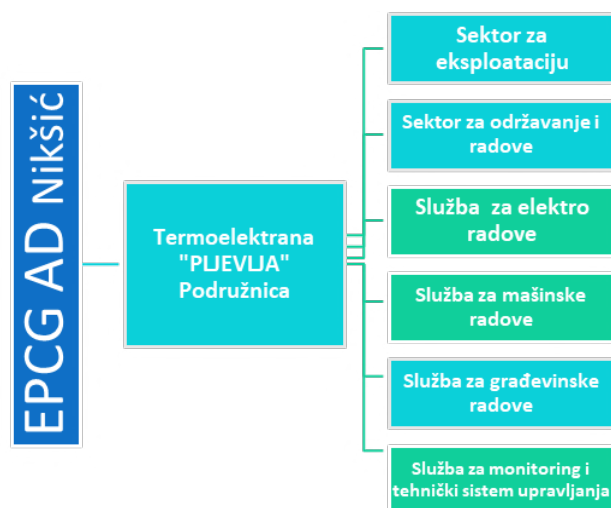 EPCG AD Nikšić
Termoelektrana
"PLJEVLJA"
Podružnica
Sektor za
eksploataciju
Sektor za održavanje i
radove
Služba za elektro
radove
Služba za mašinske
radove
Služba za građevinske
radove
Služba za monitoring i
tehnički sistem upravljanja